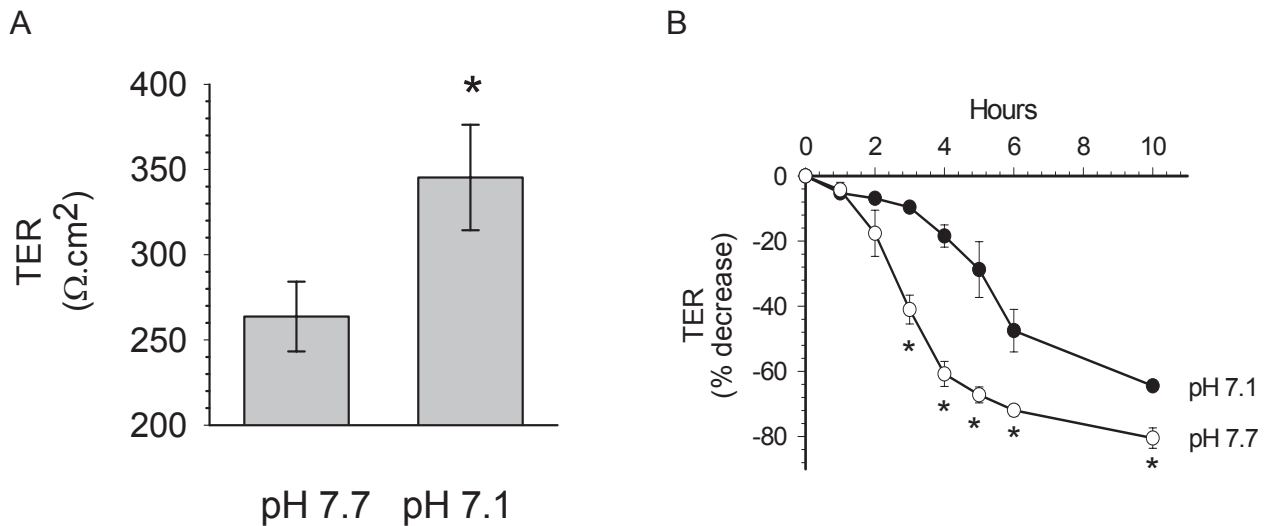 A
400
350
300
250
200
TER
(Ω.cm2)
*
pH 7.7 pH 7.1
B
Hours
0 2 4 6 8 10
0
-20
-40
-60
-80
TER
(% decrease)
*
*
*
*
*
pH 7.1
pH 7.7